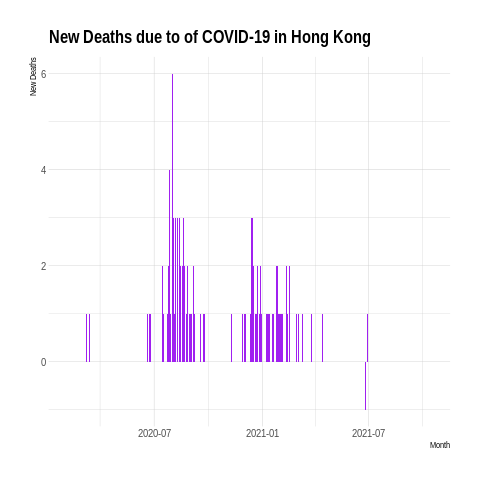 New Deaths due to of COVID-19 in Hong Kong
New Deaths
6
4
2
0
2020-07
2021-01
2021-07
Month